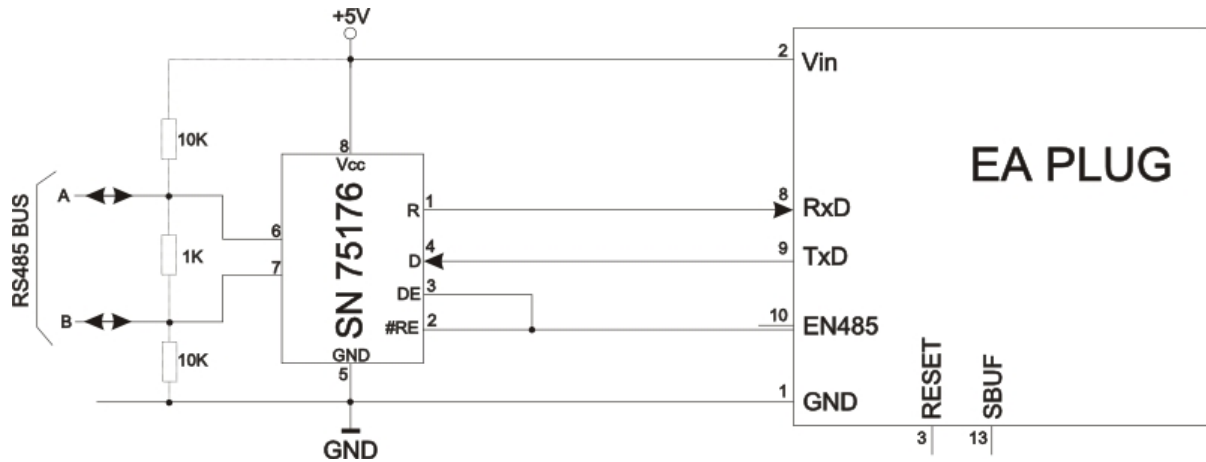 +5V
2
Vin
10K
8
Vcc
EA PLUG
RS485 BUS
A
SN 75176
R
1
8
RxD
6
1K
D
4
9
TxD
7
DE
3
B
#RE
2
10
EN485
10K
GND
5
1
GND
RESET
SBUF
GND
3
13